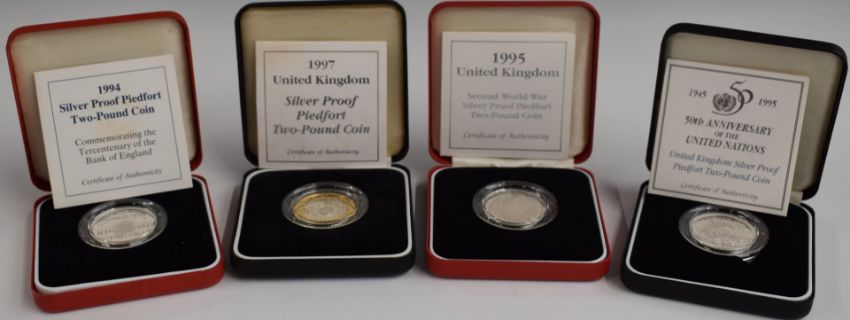 1994
Silver Proof Piedfort
Two-Pound Coin
Commemorating the
Tercentenary of the
Bank of England
Certificate of Authenticity
1997
United Kingdom
Silver Proof
Piedfort
Two-Pound Coin
Certificate of Authenticity
1995
United Kingdom
Second World War
Silver Proof Piedfort
Two-Pound Coin
Certificate of Authenticity
1945 50 1995
50th ANNIVERSARY
OF THE
UNITED NATIONS
United Kingdom Silver Proof
Piedfort Two-Pound Coin
Certificate of Authenticity